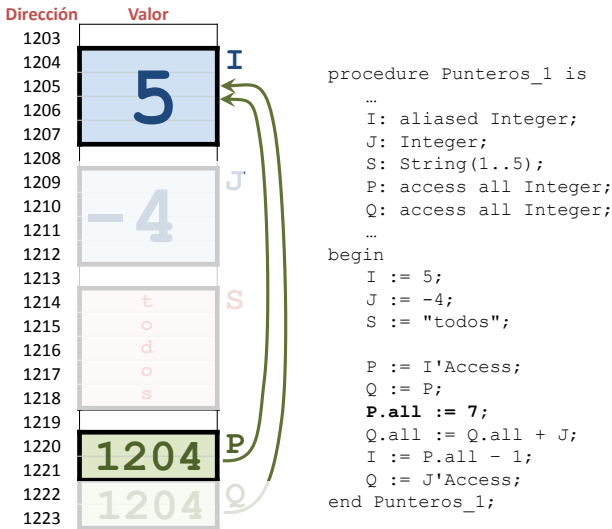 Dirección Valor
1203
1204 I
1205 5
1206
1207
1208
1209 J
1210 -4
1211
1212
1213
1214 t S
1215 o
1216 d
1217 o
1218 s
1219
1220 1204 P
1221
1222 1204 Q
1223
procedure Punteros_1 is
…
I: aliased Integer;
J: Integer;
S: String(1..5);
P: access all Integer;
Q: access all Integer;
…
begin
I := 5;
J := -4;
S := "todos";
P := I'Access;
Q := P;
P.all := 7;
Q.all := Q.all + J;
I := P.all – 1;
Q := J'Access;
end Punteros_1;